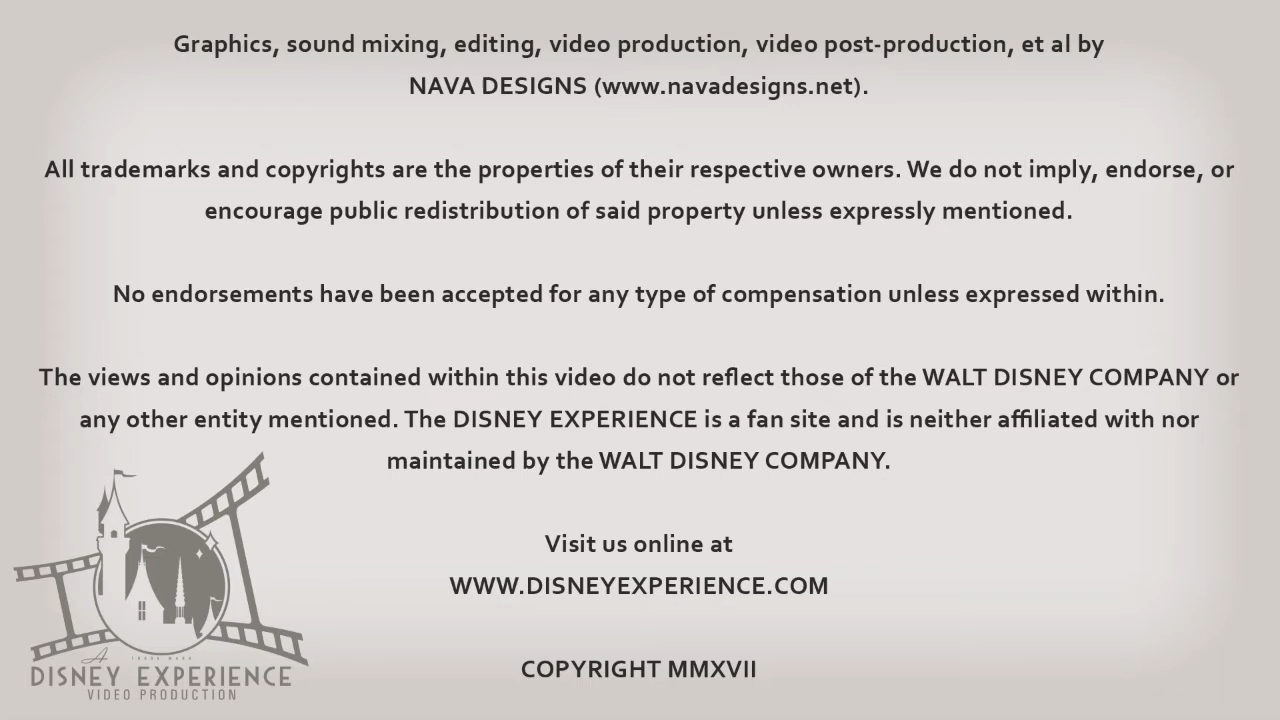 Graphics, sound mixing, editing, video production, video post-production, et al by
NAVA DESIGNS (www.navadesigns.net).
All trademarks and copyrights are the properties of their respective owners. We do not imply, endorse, or
encourage public redistribution of said property unless expressly mentioned.
No endorsements have been accepted for any type of compensation unless expressed within.
The views and opinions contained within this video do not reflect those of the WALT DISNEY COMPANY or
any other entity mentioned. The DISNEY EXPERIENCE is a fan site and is neither affiliated with nor
maintained by the WALT DISNEY COMPANY.
Visit us online at
WWW.DISNEYEXPERIENCE.COM
COPYRIGHT MMXVII
A
DISNEY EXPERIENCE
VIDEO PRODUCTION